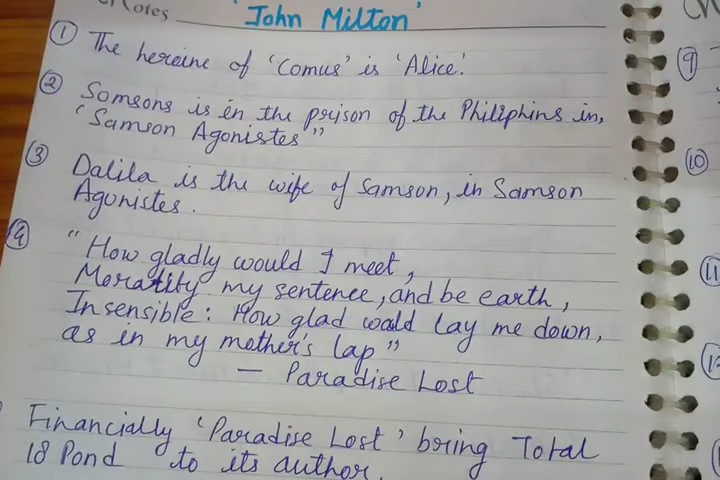 Notes 'John Milton'
① The heroine of 'Comus' is 'Alice'.
② Somsons is in the prison of the Philiphins in,
'Samson Agonistes"
③ Dalila is the wife of Samson, in Samson
Agonistes.
④ "How gladly would I meet,
Morality my sentence, and be earth,
Insensible: How glad would lay me down,
as in my mother's lap"
— Paradise Lost
Financially 'Paradise Lost' bring Total
18 Pond to its author.
⑨
⑩